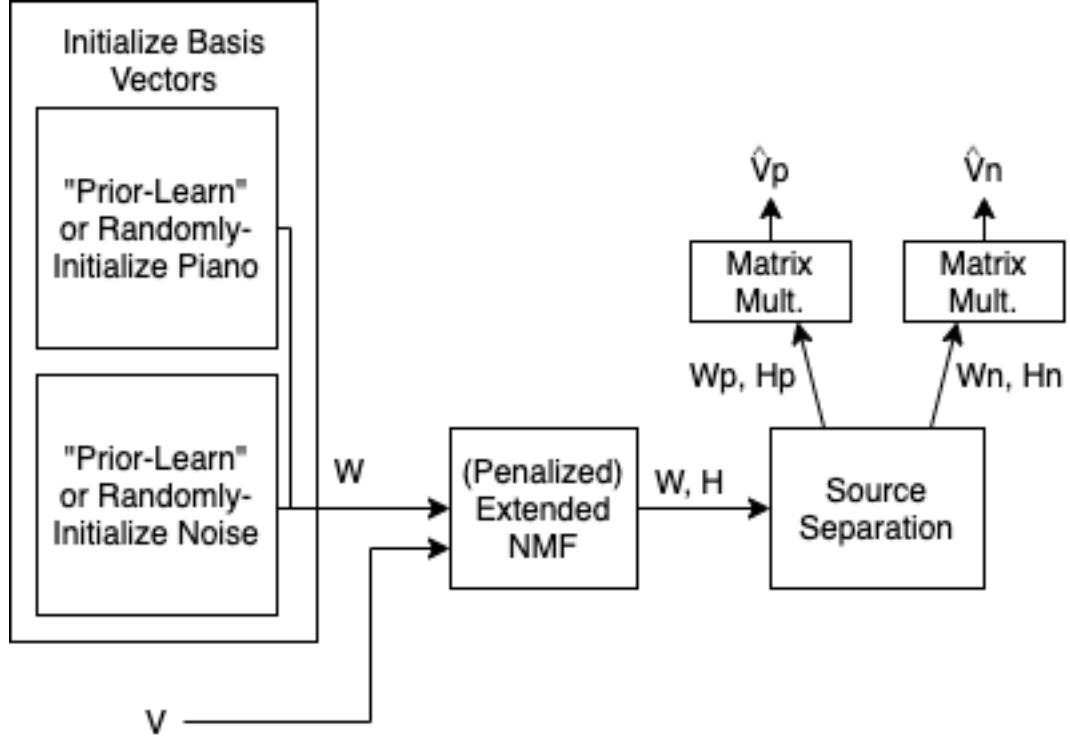 Initialize Basis
Vectors
"Prior-Learn"
or Randomly-
Initialize Piano
"Prior-Learn"
or Randomly-
Initialize Noise
W
V
(Penalized)
Extended
NMF
W, H
Source
Separation
Wp, Hp
Wn, Hn
Matrix
Mult.
Matrix
Mult.
V̂p
V̂n